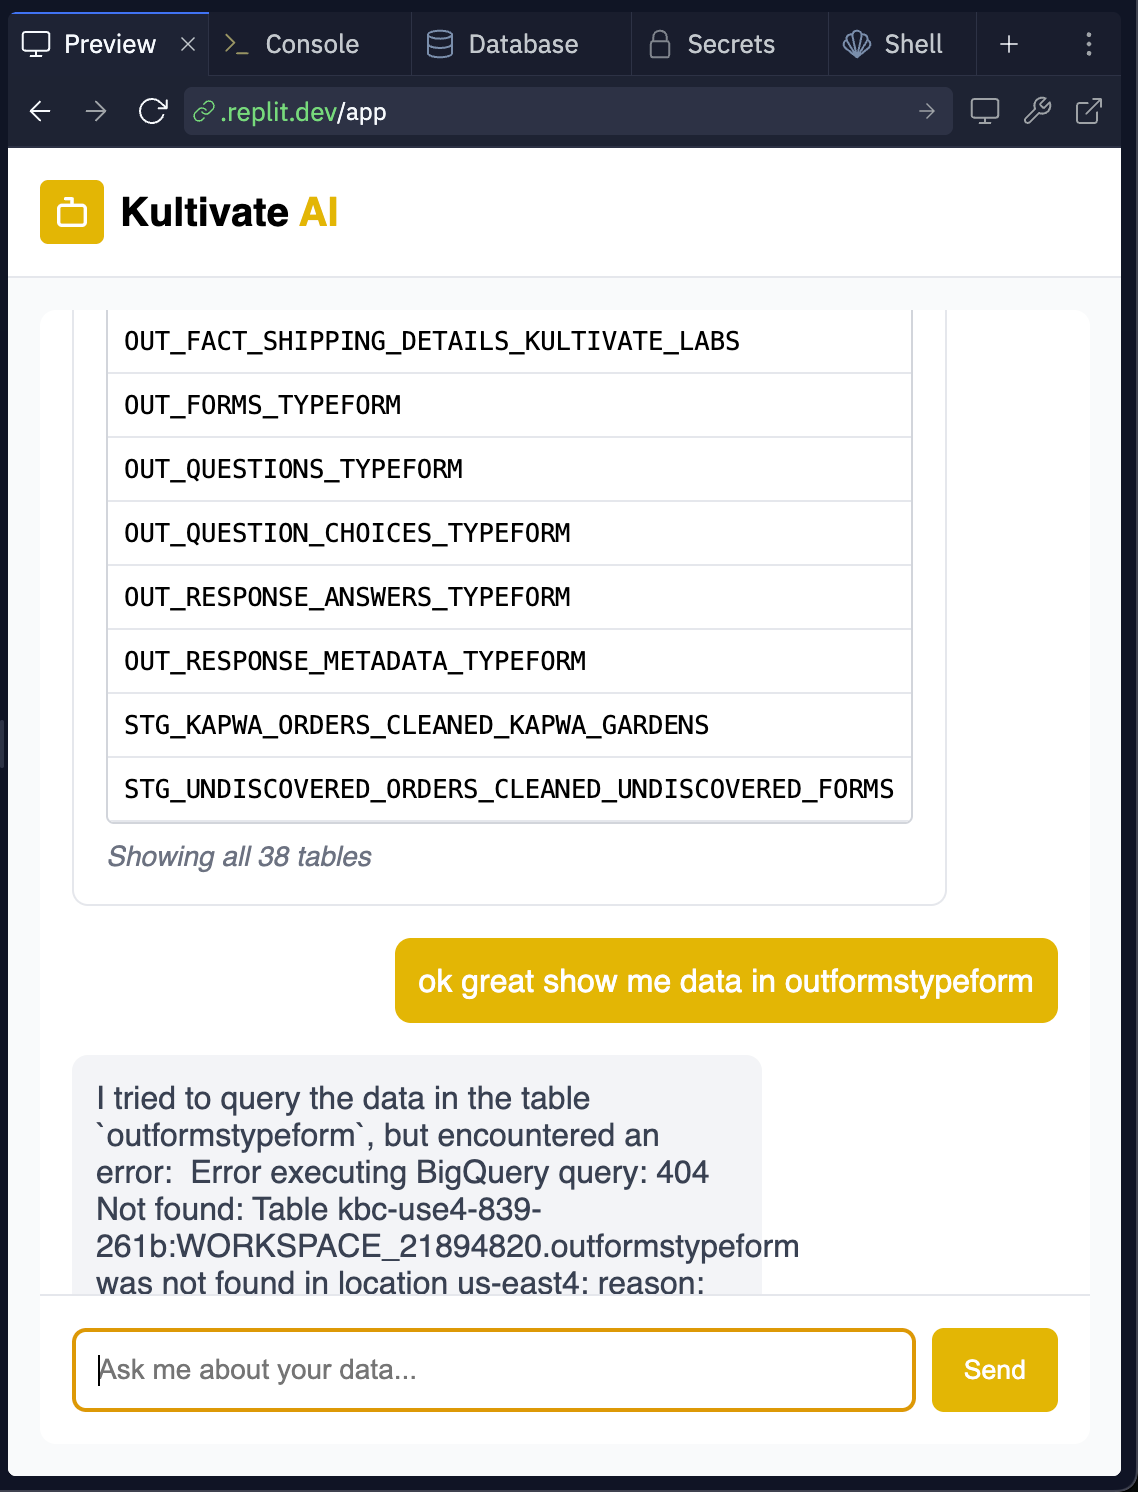 Preview
Console
Database
Secrets
Shell
.replit.dev/app
Kultivate AI
OUT_FACT_SHIPPING_DETAILS_KULTIVATE_LABS
OUT_FORMS_TYPEFORM
OUT_QUESTIONS_TYPEFORM
OUT_QUESTION_CHOICES_TYPEFORM
OUT_RESPONSE_ANSWERS_TYPEFORM
OUT_RESPONSE_METADATA_TYPEFORM
STG_KAPWA_ORDERS_CLEANED_KAPWA_GARDENS
STG_UNDISCOVERED_ORDERS_CLEANED_UNDISCOVERED_FORMS
Showing all 38 tables
ok great show me data in outformstypeform
I tried to query the data in the table
`outformstypeform`, but encountered an
error:  Error executing BigQuery query: 404
Not found: Table kbc-use4-839-
261b:WORKSPACE_21894820.outformstypeform
was not found in location us-east4; reason:
Ask me about your data...
Send